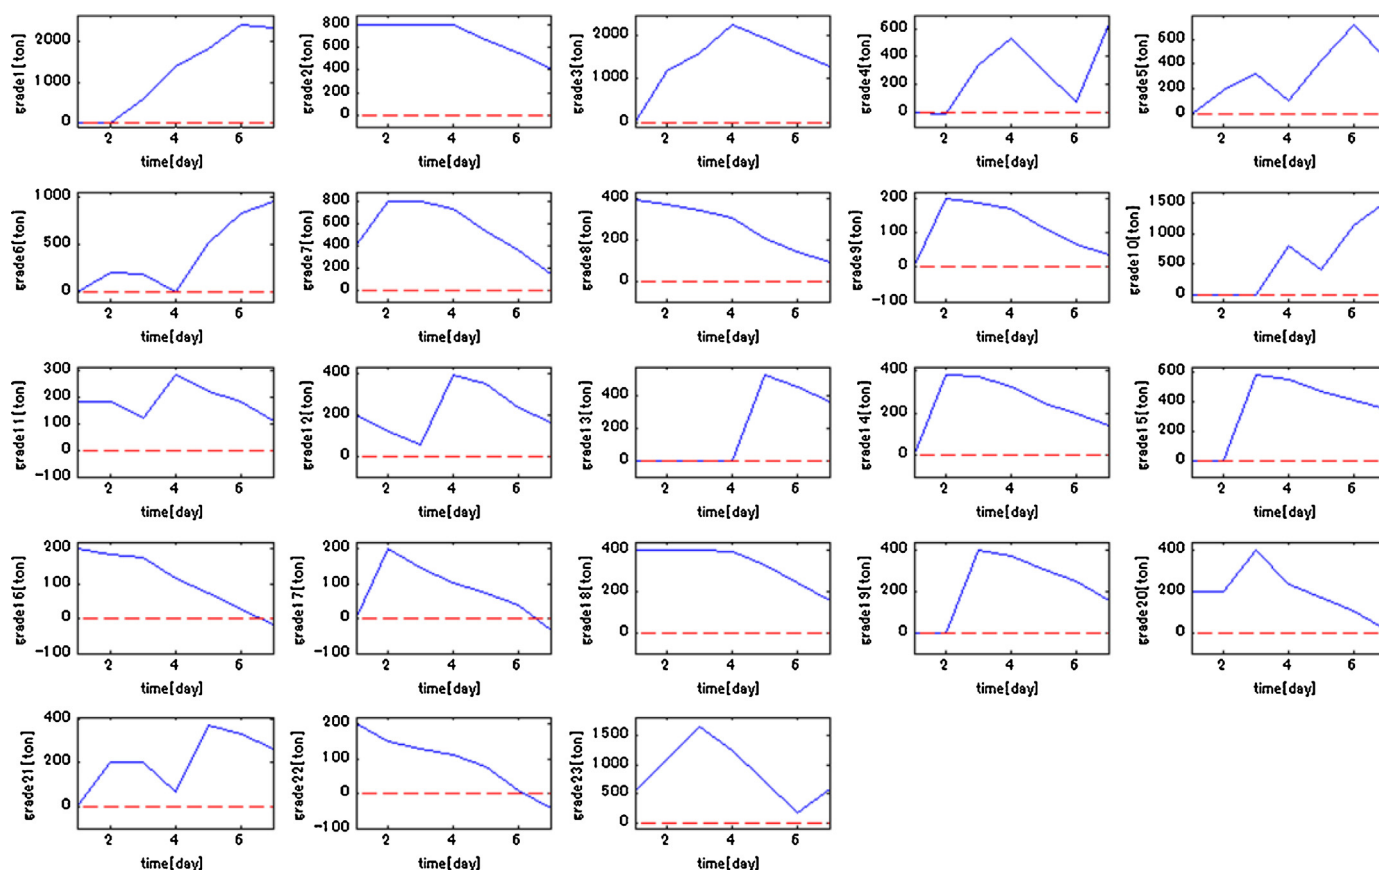 grade1[ton]
2000
1000
0
2 4 6
time[day]
grade2[ton]
800
600
400
200
0
2 4 6
time[day]
grade3[ton]
2000
1000
0
2 4 6
time[day]
grade4[ton]
600
400
200
0
2 4 6
time[day]
grade5[ton]
600
400
200
0
2 4 6
time[day]
grade6[ton]
1000
500
0
2 4 6
time[day]
grade7[ton]
800
600
400
200
0
2 4 6
time[day]
grade8[ton]
400
200
0
2 4 6
time[day]
grade9[ton]
200
100
0
-100
2 4 6
time[day]
grade10[ton]
1500
1000
500
0
2 4 6
time[day]
grade11[ton]
300
200
100
0
-100
2 4 6
time[day]
grade12[ton]
400
200
0
2 4 6
time[day]
grade13[ton]
400
200
0
2 4 6
time[day]
grade14[ton]
400
200
0
2 4 6
time[day]
grade15[ton]
600
400
200
0
2 4 6
time[day]
grade16[ton]
200
100
0
-100
2 4 6
time[day]
grade17[ton]
200
100
0
-100
2 4 6
time[day]
grade18[ton]
400
200
0
2 4 6
time[day]
grade19[ton]
400
200
0
2 4 6
time[day]
grade20[ton]
400
200
0
2 4 6
time[day]
grade21[ton]
400
200
0
2 4 6
time[day]
grade22[ton]
200
100
0
-100
2 4 6
time[day]
grade23[ton]
1500
1000
500
0
2 4 6
time[day]